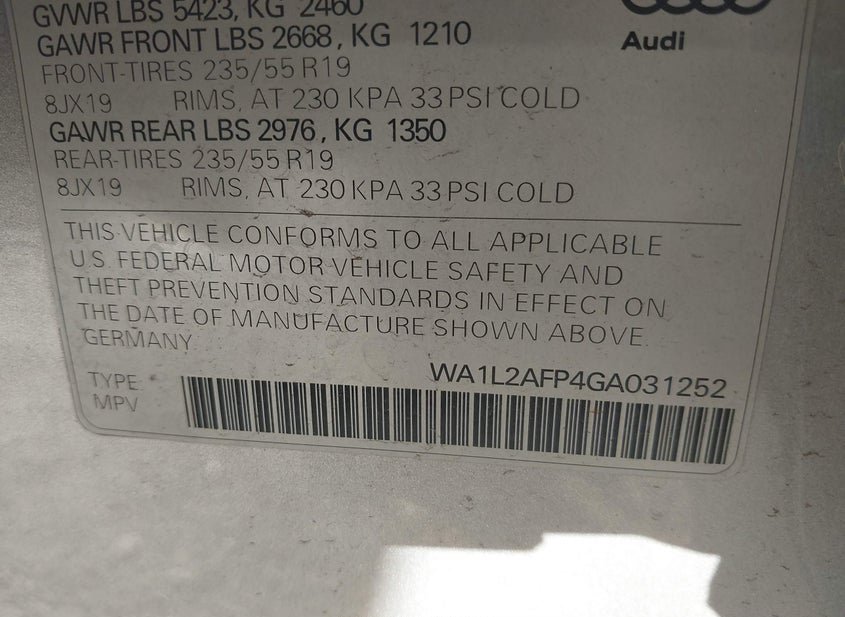 GVWR LBS 5423, KG 2460
GAWR FRONT LBS 2668, KG 1210
FRONT-TIRES 235/55 R19
8JX19 RIMS, AT 230 KPA 33 PSI COLD
GAWR REAR LBS 2976, KG 1350
REAR-TIRES 235/55 R19
8JX19 RIMS, AT 230 KPA 33 PSI COLD
Audi
THIS VEHICLE CONFORMS TO ALL APPLICABLE
U.S. FEDERAL MOTOR VEHICLE SAFETY AND
THEFT PREVENTION STANDARDS IN EFFECT ON
THE DATE OF MANUFACTURE SHOWN ABOVE.
GERMANY
WA1L2AFP4GA031252
TYPE
MPV